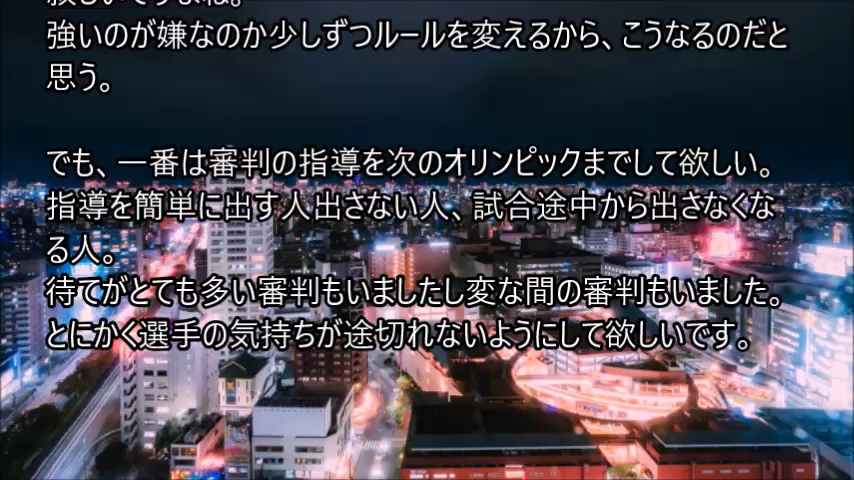 寂しいですよね。
強いのが嫌なのか少しずつルールを変えるから、こうなるのだと
思う。
でも、一番は審判の指導を次のオリンピックまでして欲しい。
指導を簡単に出す人出さない人、試合途中から出さなくな
る人。
待てがとても多い審判もいましたし変な間の審判もいました。
とにかく選手の気持ちが途切れないようにして欲しいです。